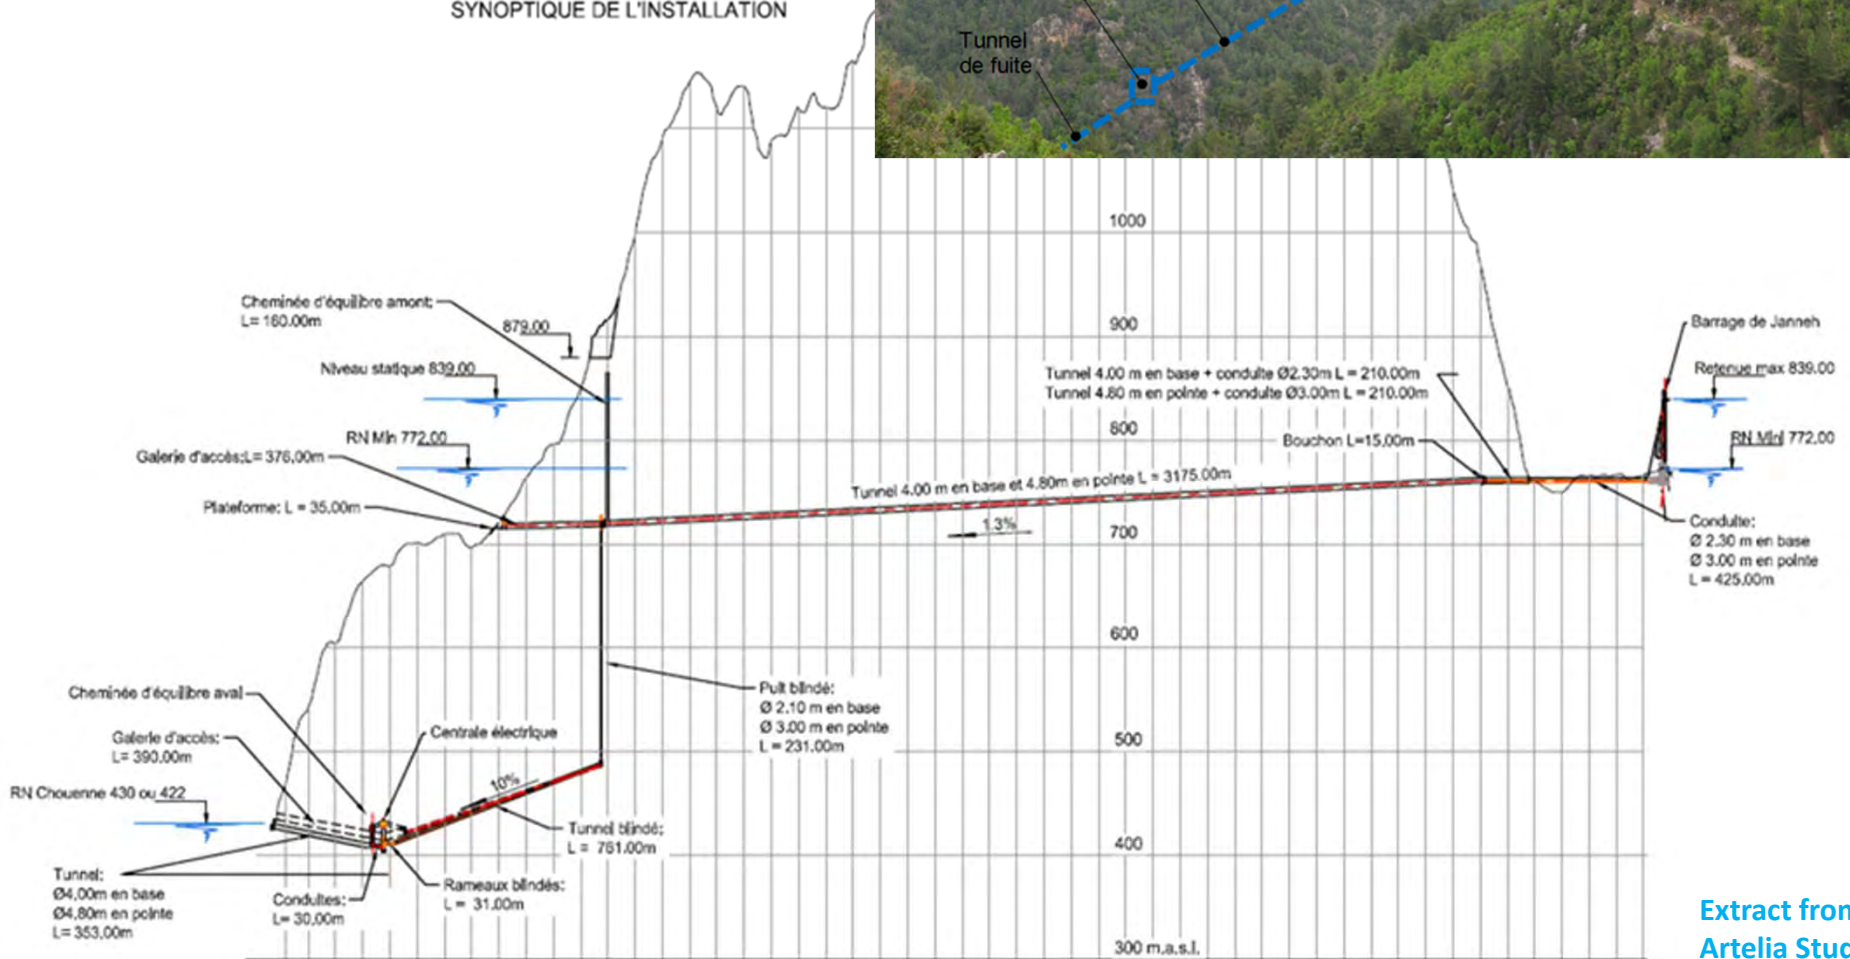 SYNOPTIQUE DE L'INSTALLATION
Tunnel
de fuite
1000
Cheminée d'équilibre amont:
L= 160.00m
879.00
900
Barrage de Janneh
Niveau statique 839.00
Tunnel 4.00 m en base + conduite Ø2.30m L = 210.00m
Tunnel 4.80 m en pointe + conduite Ø3.00m L = 210.00m
Retenue max 839.00
RN Min 772.00
800
Bouchon L=15.00m
RN Mini 772.00
Galerie d'accès:L= 376.00m
Tunnel 4.00 m en base et 4.80m en pointe L = 3175.00m
Plateforme: L = 35.00m
1.3%
700
Conduite:
Ø 2.30 m en base
Ø 3.00 m en pointe
L = 425.00m
600
Cheminée d'équilibre aval
Puit blindé:
Ø 2.10 m en base
Ø 3.00 m en pointe
L = 231.00m
Galerie d'accès:
L= 390.00m
Centrale électrique
500
RN Chouenne 430 ou 422
10%
Tunnel blindé:
L = 761.00m
400
Tunnel:
Ø4,00m en base
Ø4,80m en pointe
L= 353,00m
Conduites:
L= 30,00m
Rameaux blindés:
L = 31.00m
300 m.a.s.l.
Extract from
Artelia Stud